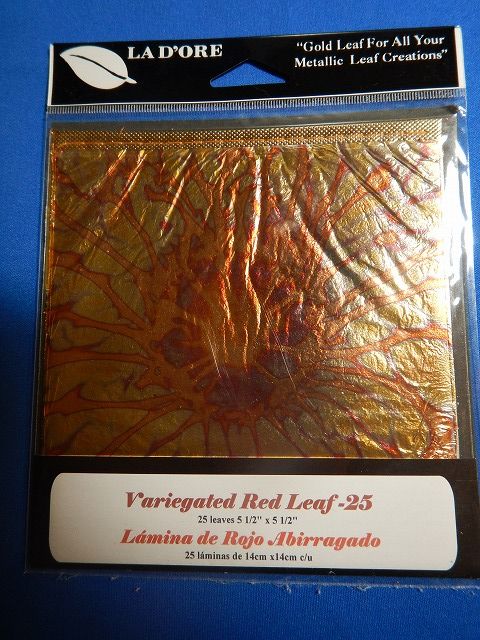 LA D'ORE
"Gold Leaf For All Your
Metallic Leaf Creations"
Variegated Red Leaf -25
25 leaves 5 1/2" x 5 1/2"
Lámina de Rojo Abirragado
25 láminas de 14cm x14cm c/u